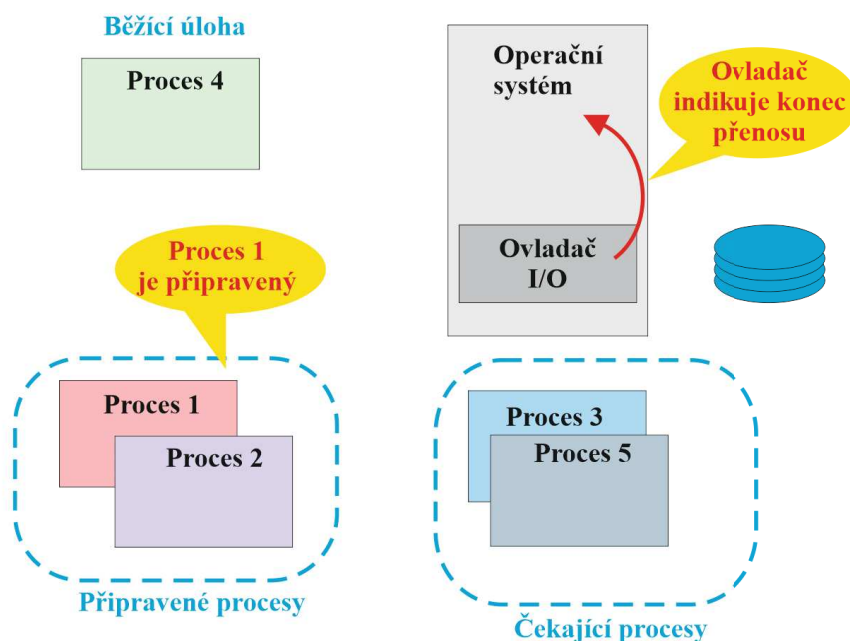 Běžící úloha
Proces 4
Operační
systém
Ovladač
indikuje konec
přenosu
Proces 1
je připravený
Ovladač
I/O
Proces 1
Proces 2
Proces 3
Proces 5
Připravené procesy
Čekající procesy